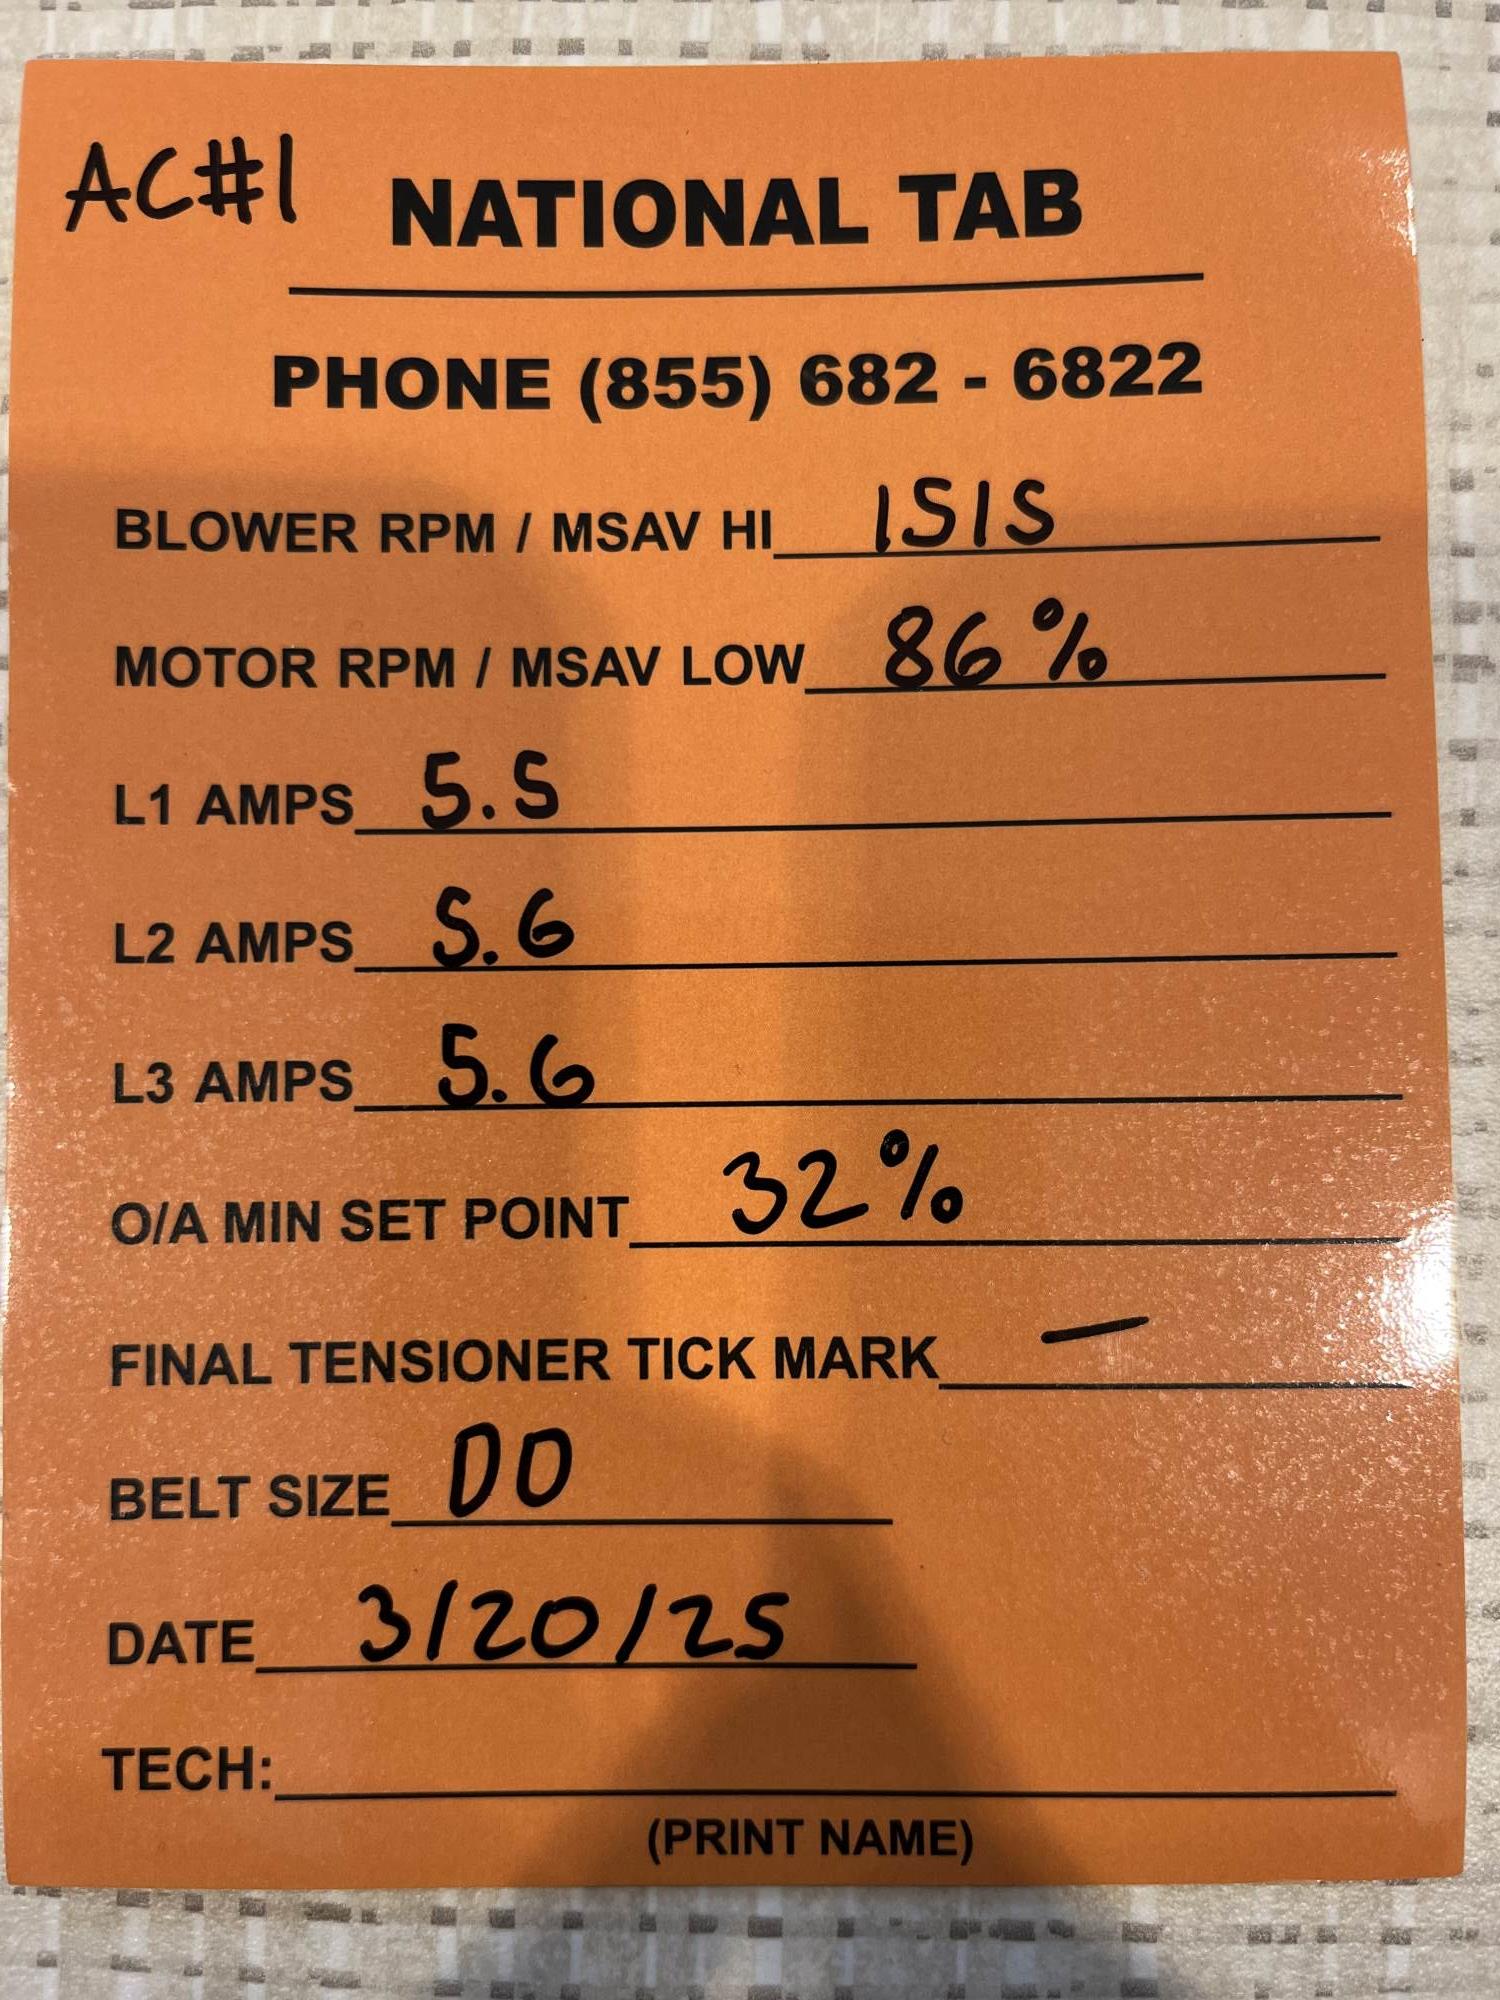 AC#1 NATIONAL TAB
PHONE (855) 682 - 6822
BLOWER RPM / MSAV HI 1515
MOTOR RPM / MSAV LOW 86%
L1 AMPS 5.5
L2 AMPS 5.6
L3 AMPS 5.6
O/A MIN SET POINT 32%
FINAL TENSIONER TICK MARK —
BELT SIZE DD
DATE 3/20/25
TECH:
(PRINT NAME)